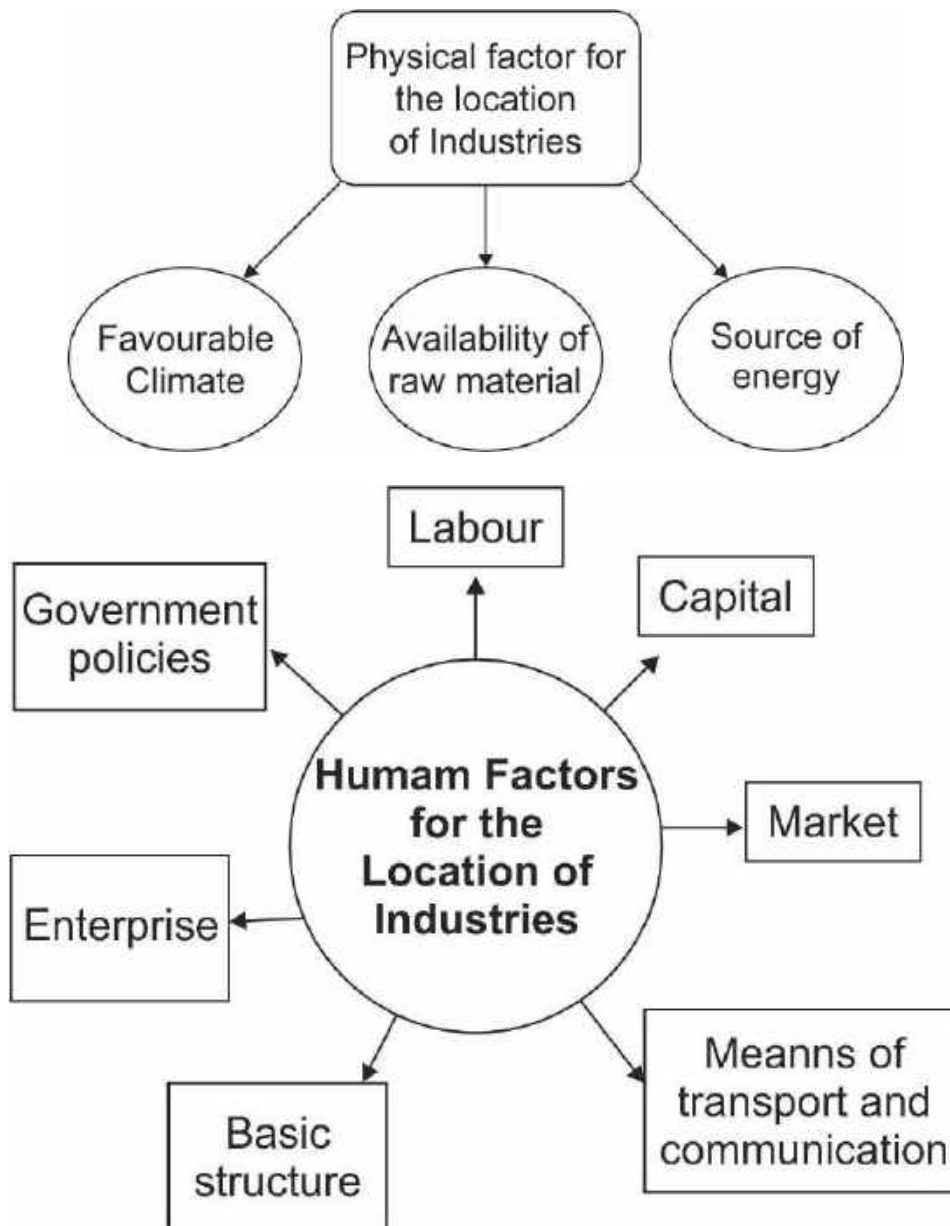 Physical factor for
the location
of Industries
Favourable
Climate
Availability of
raw material
Source of
energy
Labour
Capital
Government
policies
Humam Factors
for the
Location of
Industries
Market
Enterprise
Basic
structure
Meanns of
transport and
communication